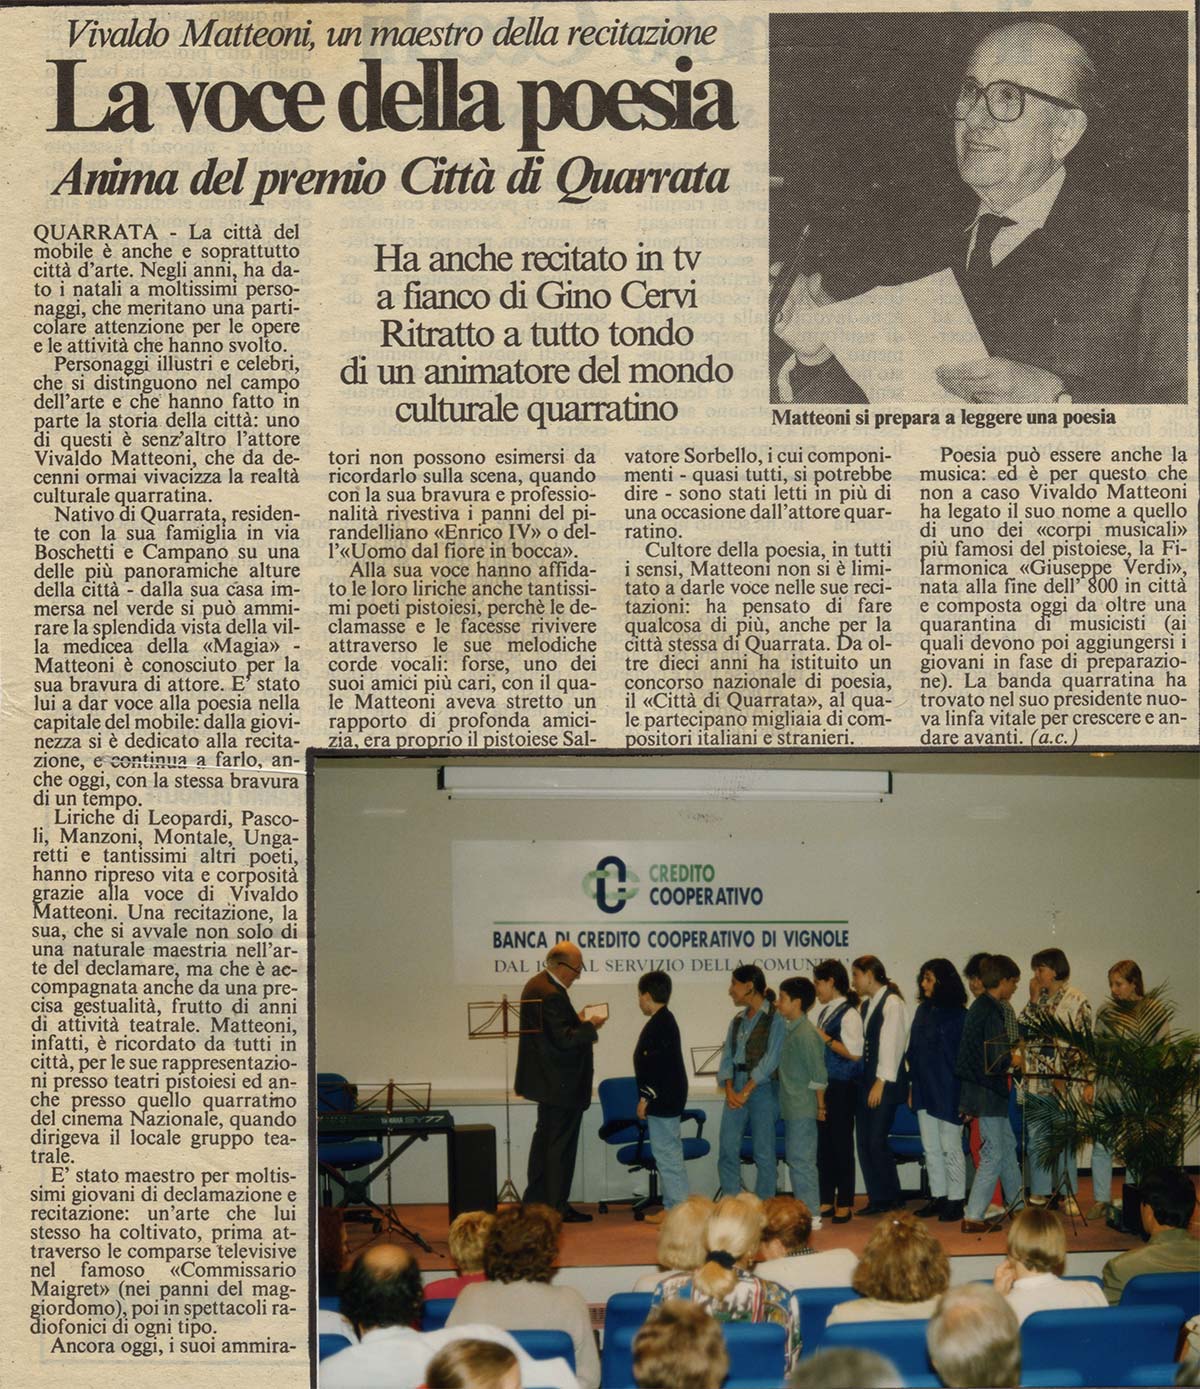 Vivaldo Matteoni, un maestro della recitazione
La voce della poesia
Anima del premio Città di Quarrata
Ha anche recitato in tv
a fianco di Gino Cervi
Ritratto a tutto tondo
di un animatore del mondo
culturale quarratino
Matteoni si prepara a leggere una poesia
QUARRATA - La città del
mobile è anche e soprattutto
città d'arte. Negli anni, ha da-
to i natali a moltissimi perso-
naggi, che meritano una parti-
colare attenzione per le opere
e le attività che hanno svolto.
Personaggi illustri e celebri,
che si distinguono nel campo
dell'arte e che hanno fatto in
parte la storia della città: uno
di questi è senz'altro l'attore
Vivaldo Matteoni, che da de-
cenni ormai vivacizza la realtà
culturale quarratina.
Nativo di Quarrata, residen-
te con la sua famiglia in via
Boschetti e Campano su una
delle più panoramiche alture
della città - dalla sua casa im-
mersa nel verde si può ammi-
rare la splendida vista della vil-
la medicea della «Magia» -
Matteoni è conosciuto per la
sua bravura di attore. E' stato
lui a dar voce alla poesia nella
capitale del mobile: dalla giovi-
nezza si è dedicato alla recita-
zione, e continua a farlo, an-
che oggi, con la stessa bravura
di un tempo.
Liriche di Leopardi, Pasco-
li, Manzoni, Montale, Unga-
retti e tantissimi altri poeti,
hanno ripreso vita e corposità
grazie alla voce di Vivaldo
Matteoni. Una recitazione, la
sua, che si avvale non solo di
una naturale maestria nell'ar-
te del declamare, ma che è ac-
compagnata anche da una pre-
cisa gestualità, frutto di anni
di attività teatrale. Matteoni,
infatti, è ricordato da tutti in
città, per le sue rappresentazio-
ni presso teatri pistoiesi ed an-
che presso quello quarratino
del cinema Nazionale, quando
dirigeva il locale gruppo tea-
trale.
E' stato maestro per moltis-
simi giovani di declamazione e
recitazione: un'arte che lui
stesso ha coltivato, prima at-
traverso le comparse televisive
nel famoso «Commissario
Maigret» (nei panni del mag-
giordomo), poi in spettacoli ra-
diofonici di ogni tipo.
Ancora oggi, i suoi ammira-
tori non possono esimersi da
ricordarlo sulla scena, quando
con la sua bravura e professio-
nalità rivestiva i panni del pi-
randelliano «Enrico IV» o del-
l'«Uomo dal fiore in bocca».
Alla sua voce hanno affida-
to le loro liriche anche tantissi-
mi poeti pistoiesi, perchè le de-
clamasse e le facesse rivivere
attraverso le sue melodiche
corde vocali: forse, uno dei
suoi amici più cari, con il qua-
le Matteoni aveva stretto un
rapporto di profonda amici-
zia, era proprio il pistoiese Sal-
vatore Sorbello, i cui componi-
menti - quasi tutti, si potrebbe
dire - sono stati letti in più di
una occasione dall'attore quar-
ratino.
Cultore della poesia, in tutti
i sensi, Matteoni non si è limi-
tato a darle voce nelle sue reci-
tazioni: ha pensato di fare
qualcosa di più, anche per la
città stessa di Quarrata. Da ol-
tre dieci anni ha istituito un
concorso nazionale di poesia,
il «Città di Quarrata», al qua-
le partecipano migliaia di com-
positori italiani e stranieri.
Poesia può essere anche la
musica: ed è per questo che
non a caso Vivaldo Matteoni
ha legato il suo nome a quello
di uno dei «corpi musicali»
più famosi del pistoiese, la Fi-
larmonica «Giuseppe Verdi»,
nata alla fine dell' 800 in città
e composta oggi da oltre una
quarantina di musicisti (ai
quali devono poi aggiungersi i
giovani in fase di preparazio-
ne). La banda quarratina ha
trovato nel suo presidente nuo-
va linfa vitale per crescere e an-
dare avanti. (a.c.)
CREDITO
COOPERATIVO
BANCA DI CREDITO COOPERATIVO DI VIGNOLE
DAL AL SERVIZIO DELLA COMUNITA'